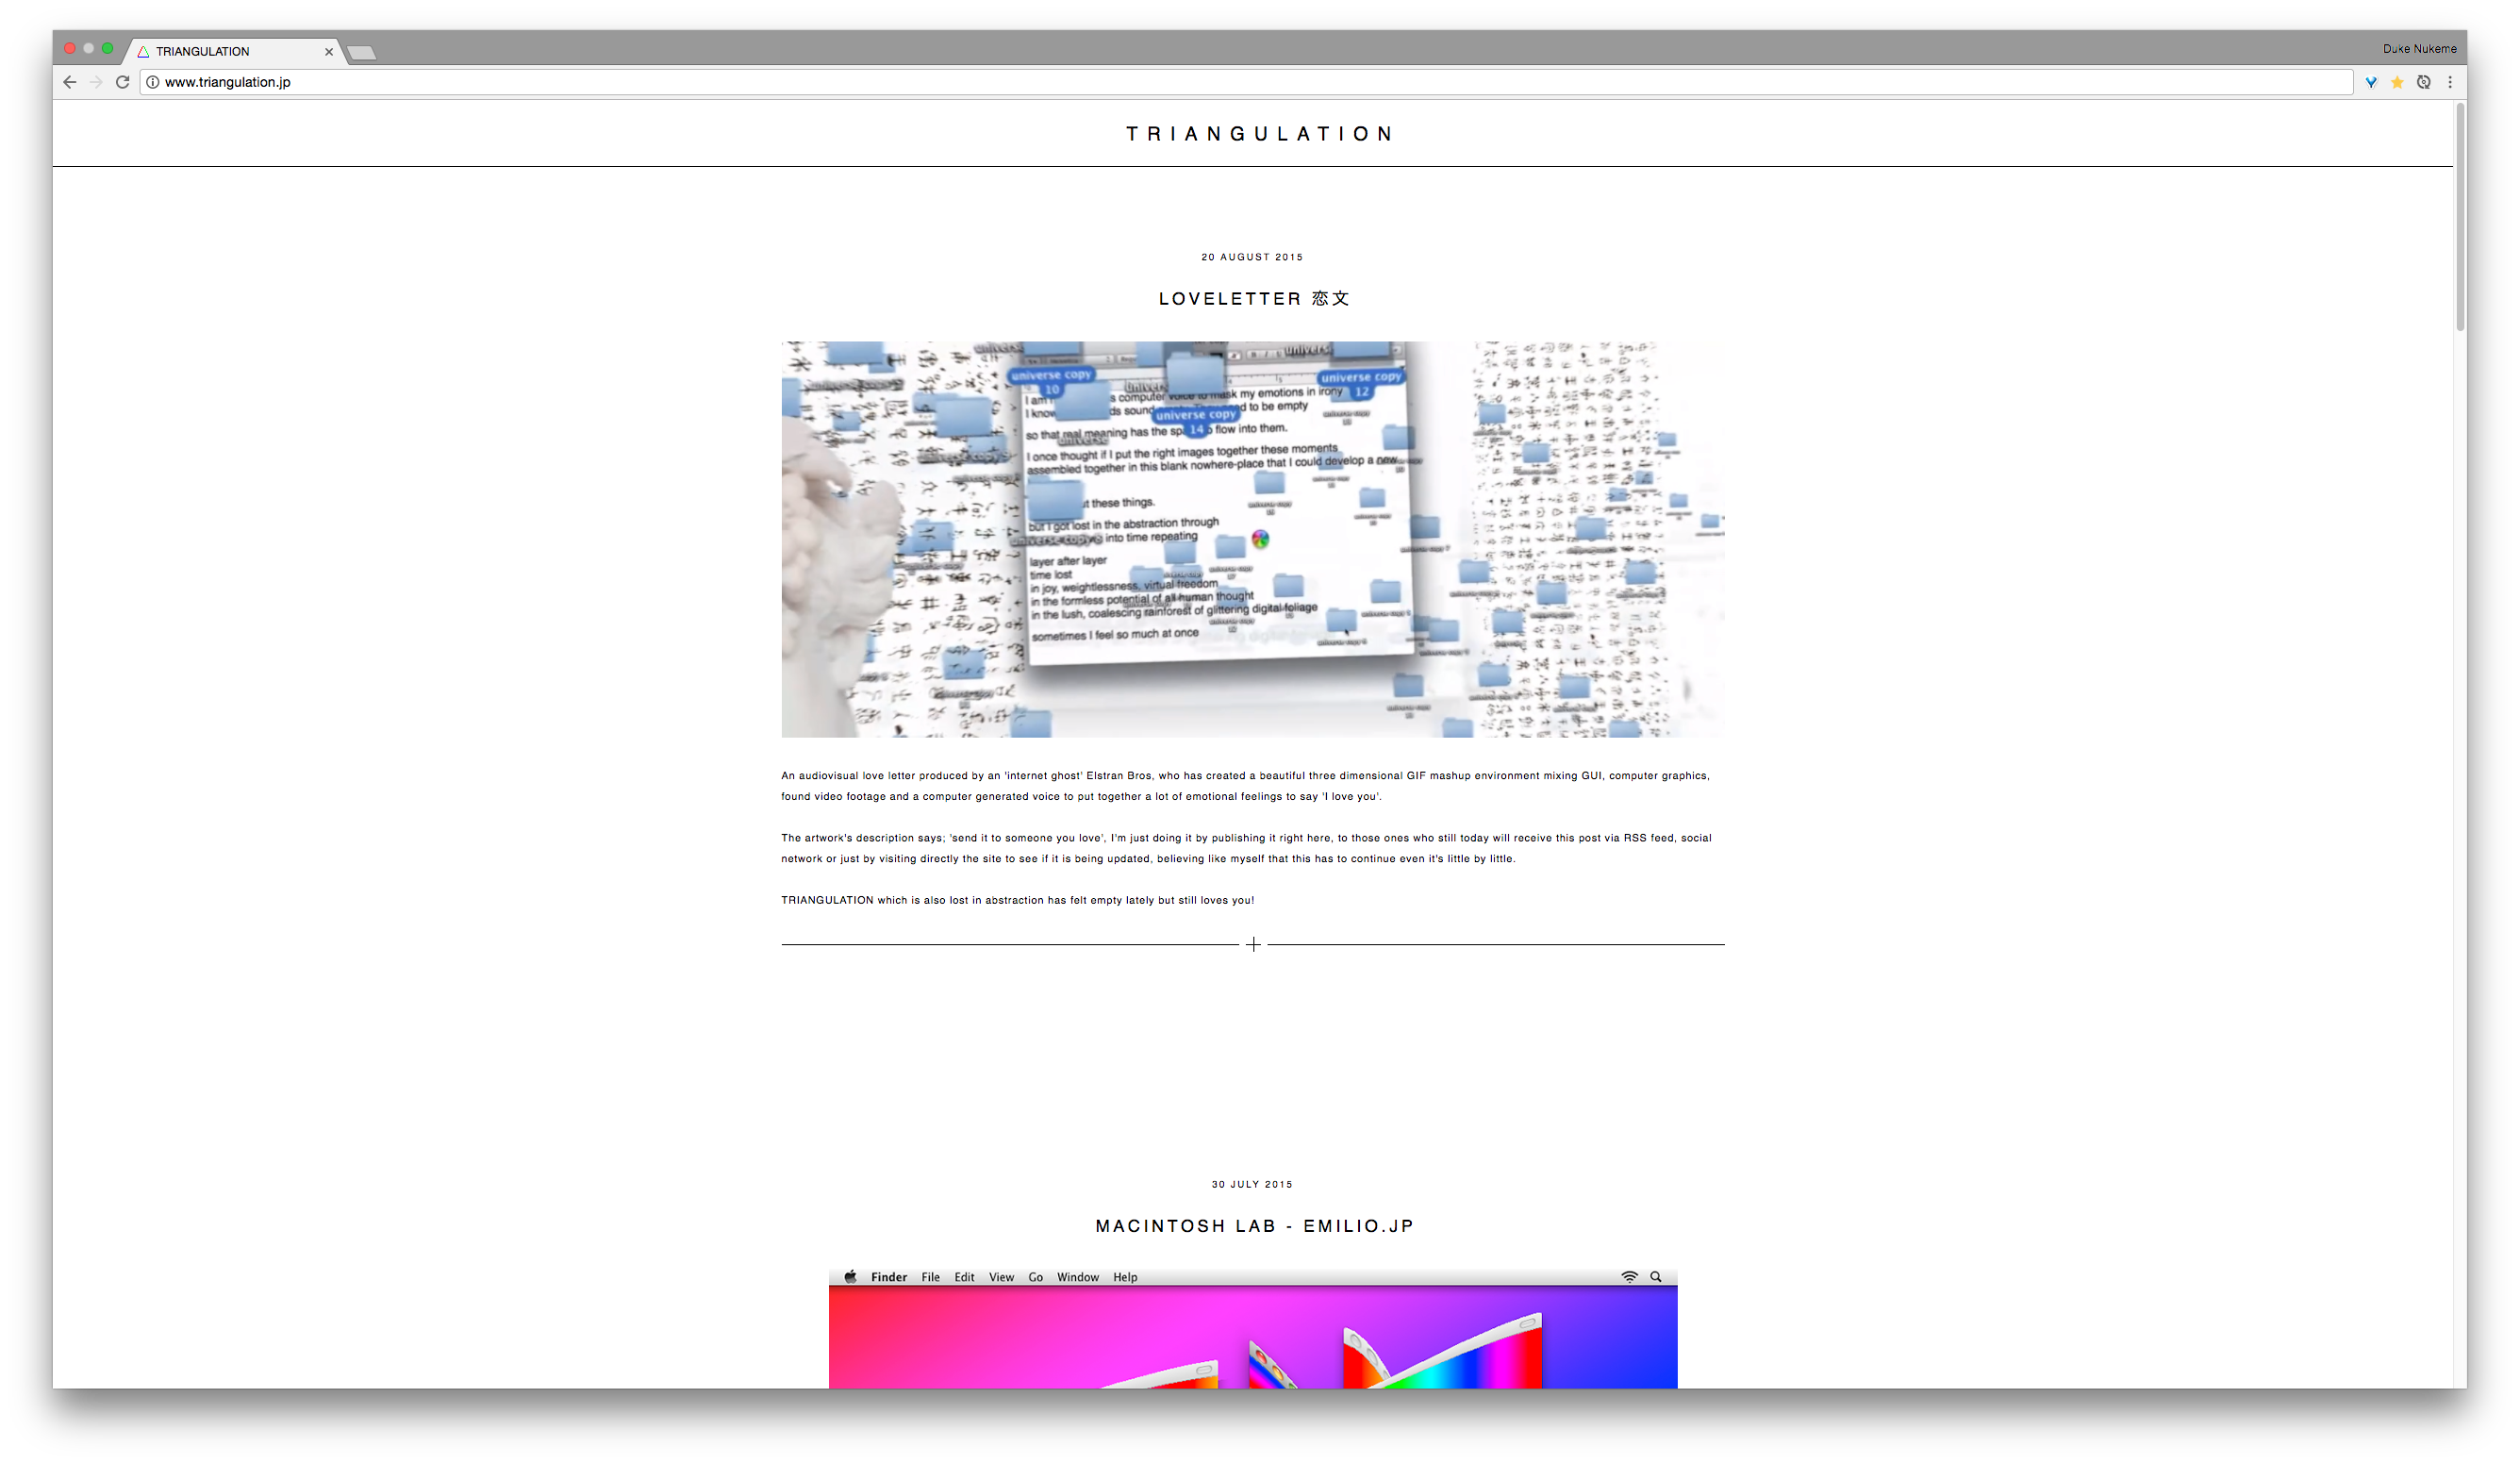 TRIANGULATION
Duke Nukeme
www.triangulation.jp
TRIANGULATION
20 AUGUST 2015
LOVELETTER 恋文
universe copy
10
universe copy
12
universe copy
14
I am
s computer voice to mask my emotions in irony
I know
ds sound
d to be empty
so that real meaning has the
flow into them.
I once thought if I put the right images together these moments
assembled together in this blank nowhere-place that I could develop a new
these things.
but I got lost in the abstraction through
universe copy
into time repeating
layer after layer
time lost
in joy, weightlessness, virtual freedom
in the formless potential of all human thought
in the lush, coalescing rainforest of glittering digital foliage
sometimes I feel so much at once
An audiovisual love letter produced by an 'internet ghost' Elstran Bros, who has created a beautiful three dimensional GIF mashup environment mixing GUI, computer graphics,
found video footage and a computer generated voice to put together a lot of emotional feelings to say 'I love you'.
The artwork's description says; 'send it to someone you love', I'm just doing it by publishing it right here, to those ones who still today will receive this post via RSS feed, social
network or just by visiting directly the site to see if it is being updated, believing like myself that this has to continue even it's little by little.
TRIANGULATION which is also lost in abstraction has felt empty lately but still loves you!
30 JULY 2015
MACINTOSH LAB - EMILIO.JP
Finder File Edit View Go Window Help